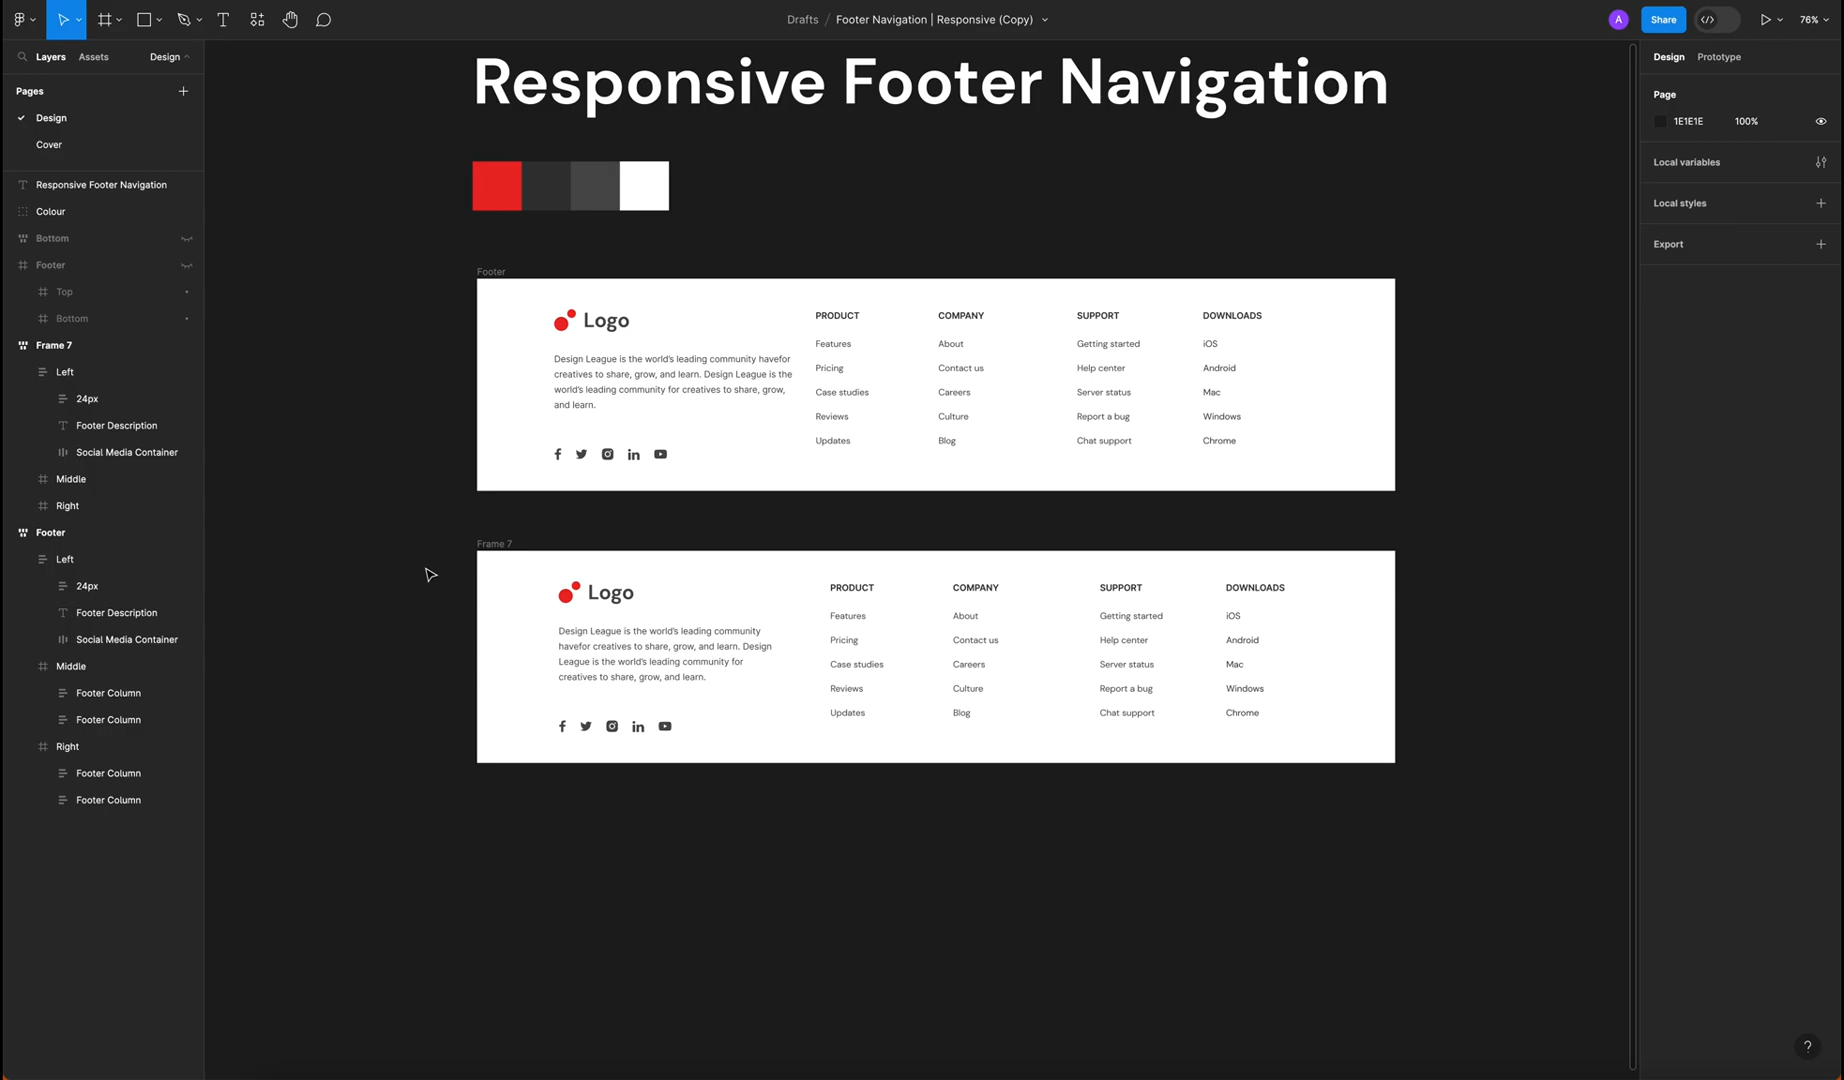 Drafts / Footer Navigation | Responsive (Copy)
A
Share
76%
Layers Assets Design
Pages
Design
Cover
Responsive Footer Navigation
Colour
Bottom
Footer
Top
Bottom
Frame 7
Left
24px
Footer Description
Social Media Container
Middle
Right
Footer
Left
24px
Footer Description
Social Media Container
Middle
Footer Column
Footer Column
Right
Footer Column
Footer Column
Responsive Footer Navigation
Footer
Logo
Design League is the world's leading community havefor
creatives to share, grow, and learn. Design League is the
world's leading community for creatives to share, grow,
and learn.
PRODUCT
Features
Pricing
Case studies
Reviews
Updates
COMPANY
About
Contact us
Careers
Culture
Blog
SUPPORT
Getting started
Help center
Server status
Report a bug
Chat support
DOWNLOADS
iOS
Android
Mac
Windows
Chrome
Frame 7
Logo
Design League is the world's leading community
havefor creatives to share, grow, and learn. Design
League is the world's leading community for
creatives to share, grow, and learn.
PRODUCT
Features
Pricing
Case studies
Reviews
Updates
COMPANY
About
Contact us
Careers
Culture
Blog
SUPPORT
Getting started
Help center
Server status
Report a bug
Chat support
DOWNLOADS
iOS
Android
Mac
Windows
Chrome
Design Prototype
Page
1E1E1E 100%
Local variables
Local styles
Export
?